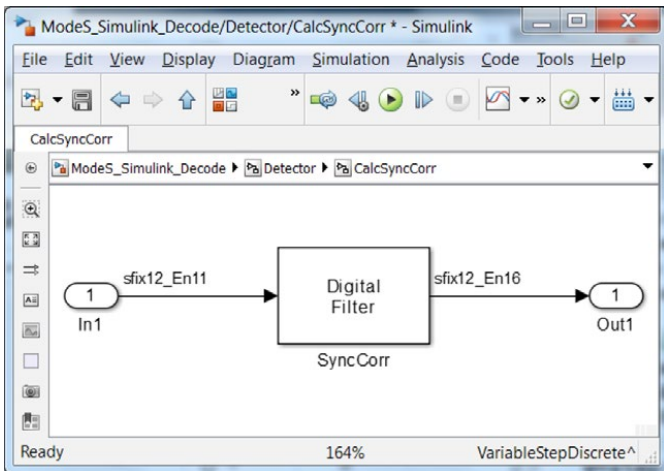 ModeS_Simulink_Decode/Detector/CalcSyncCorr * - Simulink
File Edit View Display Diagram Simulation Analysis Code Tools Help
CalcSyncCorr
ModeS_Simulink_Decode Detector CalcSyncCorr
sfix12_En11
sfix12_En16
1
Digital
Filter
1
In1
Out1
SyncCorr
Ready 164% VariableStepDiscrete^